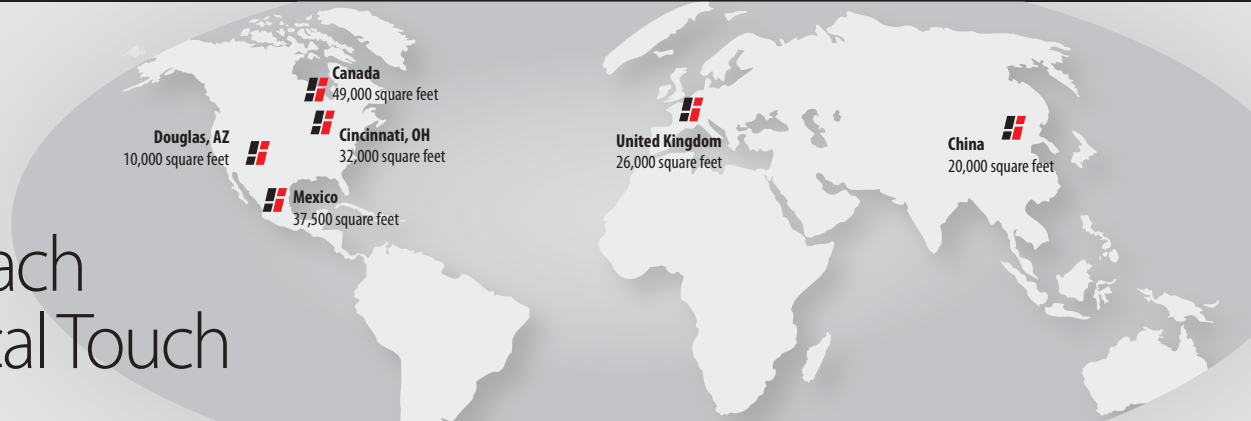 Canada
49,000 square feet
Cincinnati, OH
32,000 square feet
Douglas, AZ
10,000 square feet
Mexico
37,500 square feet
United Kingdom
26,000 square feet
China
20,000 square feet
ach
cal Touch